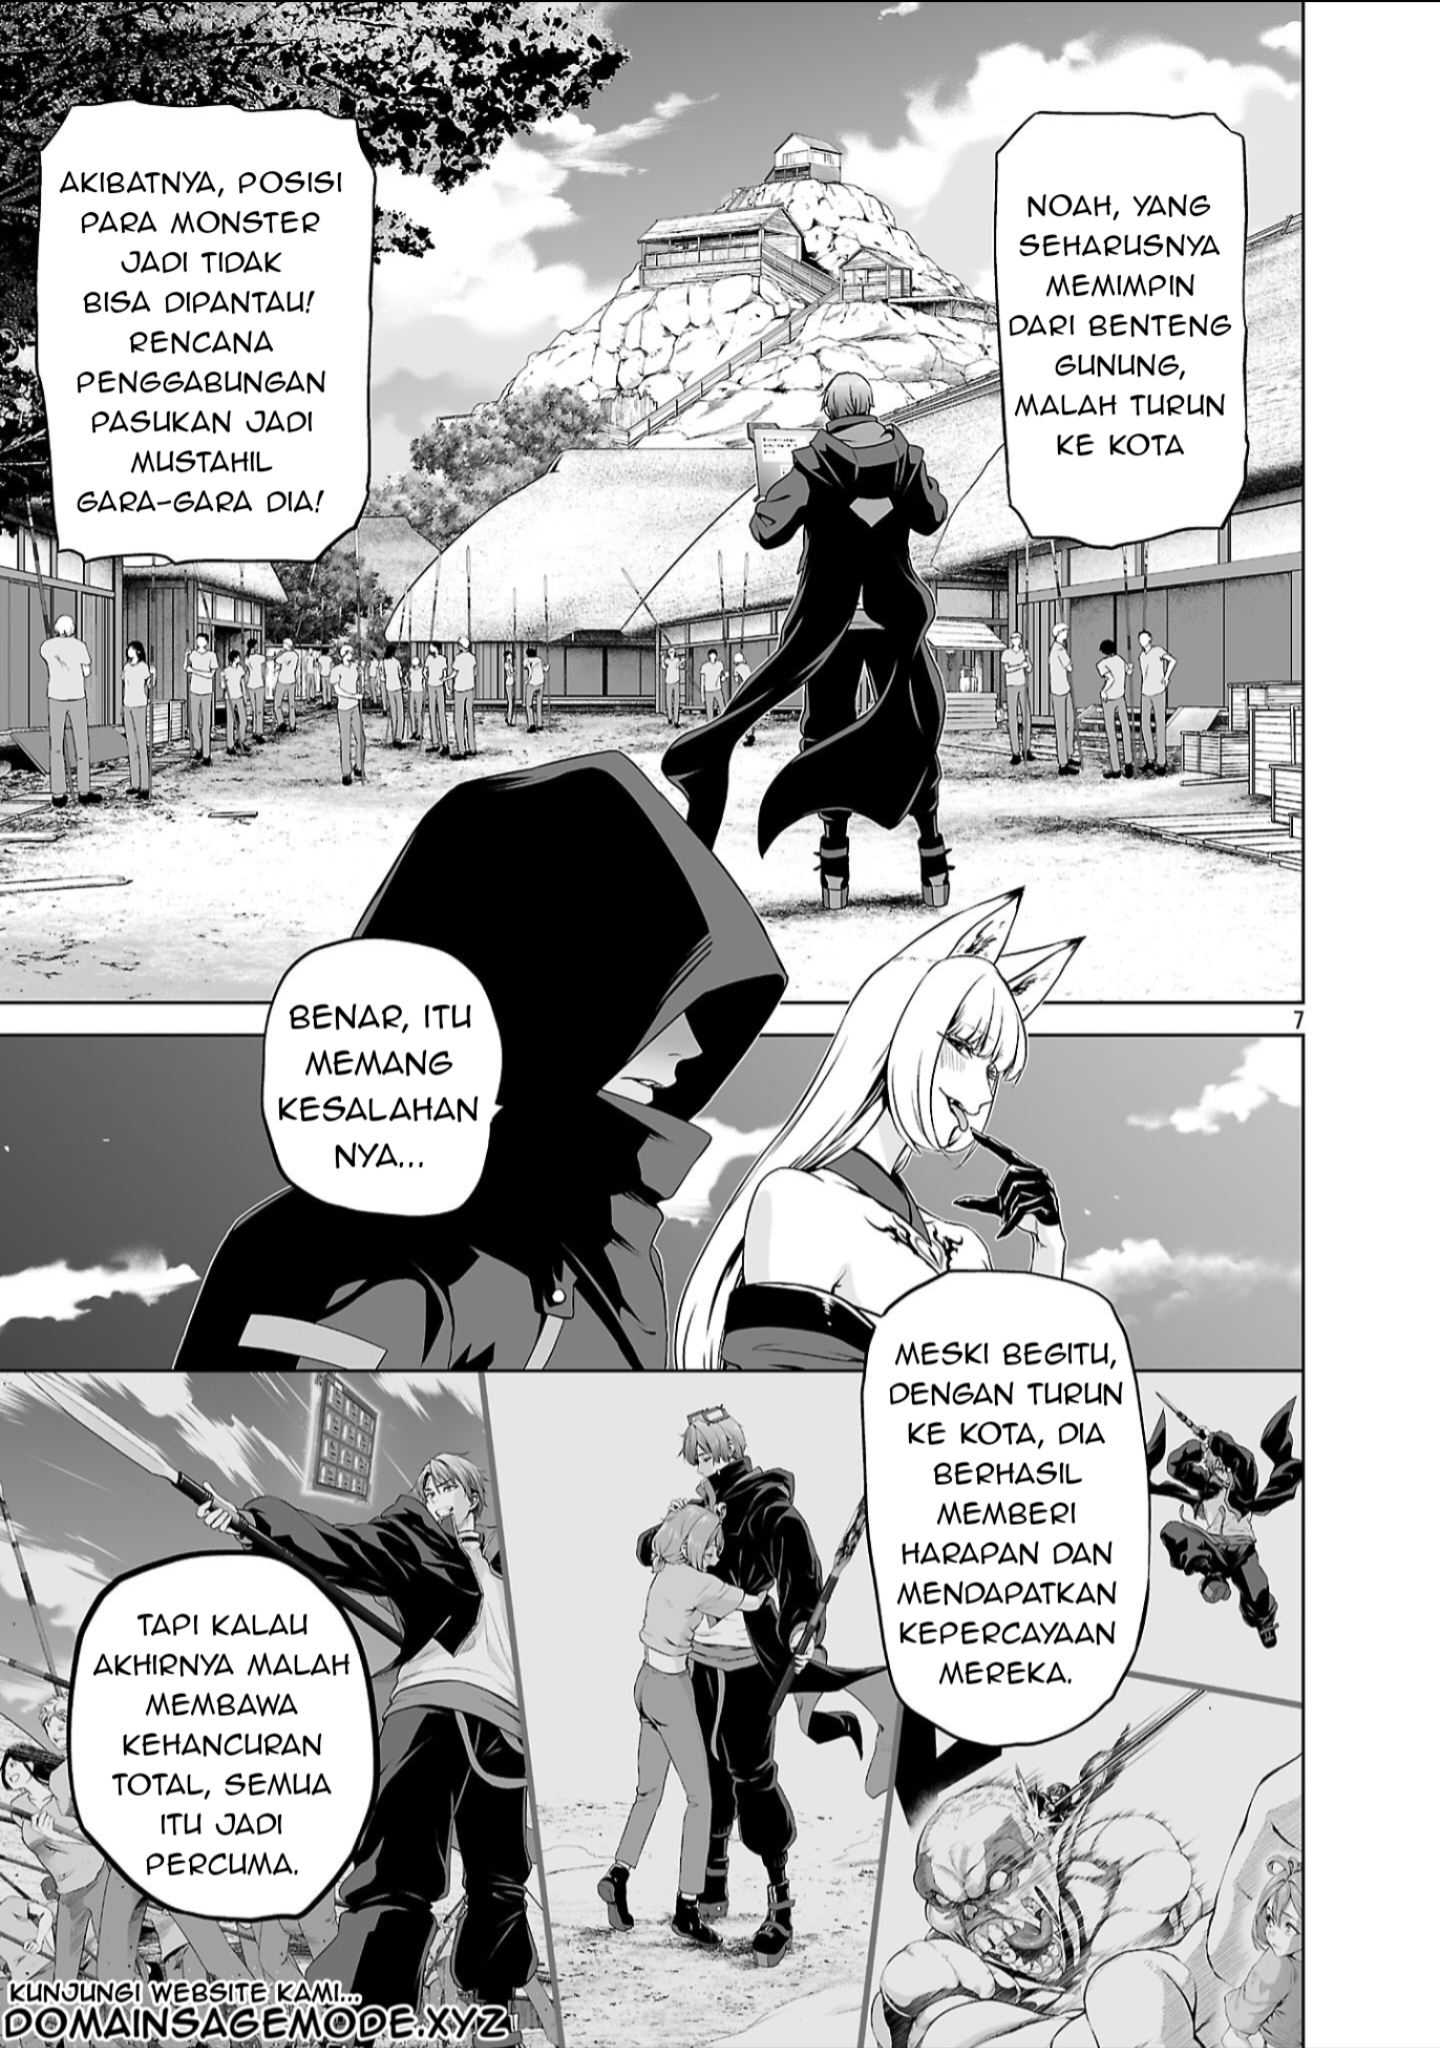 NOAH, YANG
SEHARUSNYA
MEMIMPIN
DARI BENTENG
GUNUNG,
MALAH TURUN
KE KOTA
AKIBATNYA, POSISI
PARA MONSTER
JADI TIDAK
BISA DIPANTAU!
RENCANA
PENGGABUNGAN
PASUKAN JADI
MUSTAHIL
GARA-GARA DIA!
7
BENAR, ITU
MEMANG
KESALAHAN
NYA...
MESKI BEGITU,
DENGAN TURUN
KE KOTA, DIA
BERHASIL
MEMBERI
HARAPAN DAN
MENDAPATKAN
KEPERCAYAAN
MEREKA.
TAPI KALAU
AKHIRNYA MALAH
MEMBAWA
KEHANCURAN
TOTAL, SEMUA
ITU JADI
PERCUMA.
KUNJUNGI WEBSITE KAMI...
DOMAINSAGEMODE.XYZ